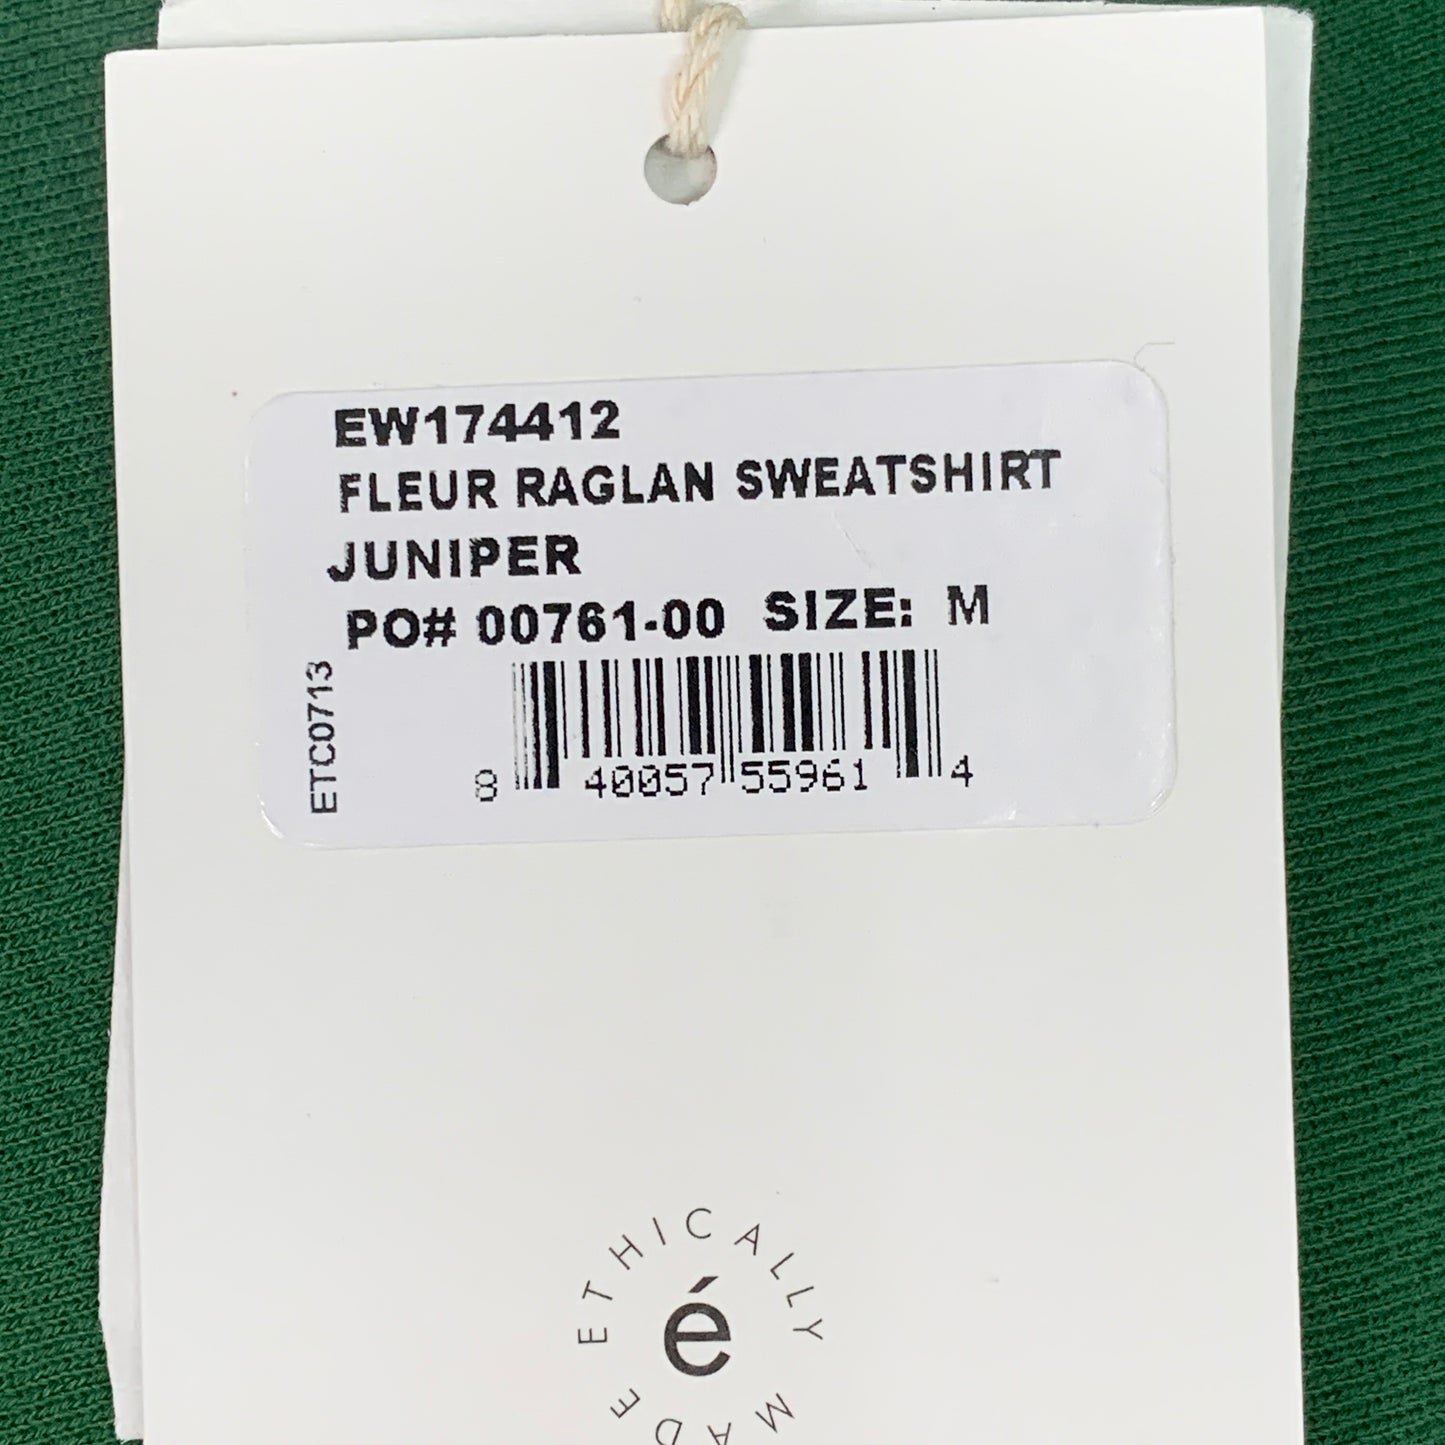 EW174412
FLEUR RAGLAN SWEATSHIRT
JUNIPER
PO# 00761-00 SIZE: M
ETC0713
8 40057 55961 4
ETHICALLY MADE
é